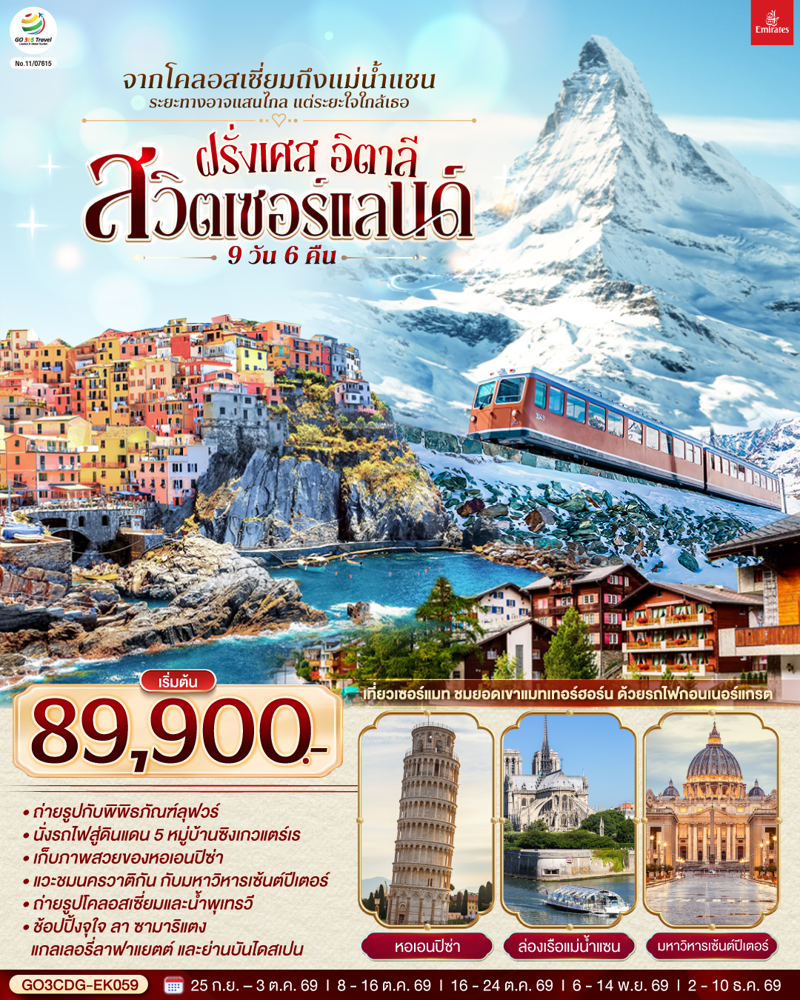 GO 365 Travel
Leaders in Global Tourism
No.11/07615
Emirates
จากโคลอสเซี่ยมถึงแม่น้ำแซน
ระยะทางอาจแสนไกล แต่ระยะใจใกล้เธอ
ฝรั่งเศส อิตาลี
สวิตเซอร์แลนด์
9 วัน 6 คืน
3043
เริ่มต้น
89,900.-
เที่ยวเซอร์แมท ชมยอดเขาแมทเทอร์ฮอร์น ด้วยรถไฟกอนเนอร์แกรต
• ถ่ายรูปกับพิพิธภัณฑ์ลุฟวร์
• นั่งรถไฟสู่ดินแดน 5 หมู่บ้านชิงเกวแตร์เร
• เก็บภาพสวยของหอเอนปิซ่า
• แวะชมนครวาติกัน กับมหาวิหารเซ้นต์ปีเตอร์
• ถ่ายรูปโคลอสเซี่ยมและน้ำพุเทรวี
• ช้อปปิ้งจุใจ ลา ซามาริแตง
แกลเลอรี่ลาฟาแยตต์ และย่านบันไดสเปน
หอเอนปิซ่า
ล่องเรือแม่น้ำแซน
มหาวิหารเซ้นต์ปีเตอร์
GO3CDG-EK059
25 ก.ย. – 3 ต.ค. 69 | 8 - 16 ต.ค. 69 | 16 - 24 ต.ค. 69 | 6 - 14 พ.ย. 69 | 2 - 10 ธ.ค. 69